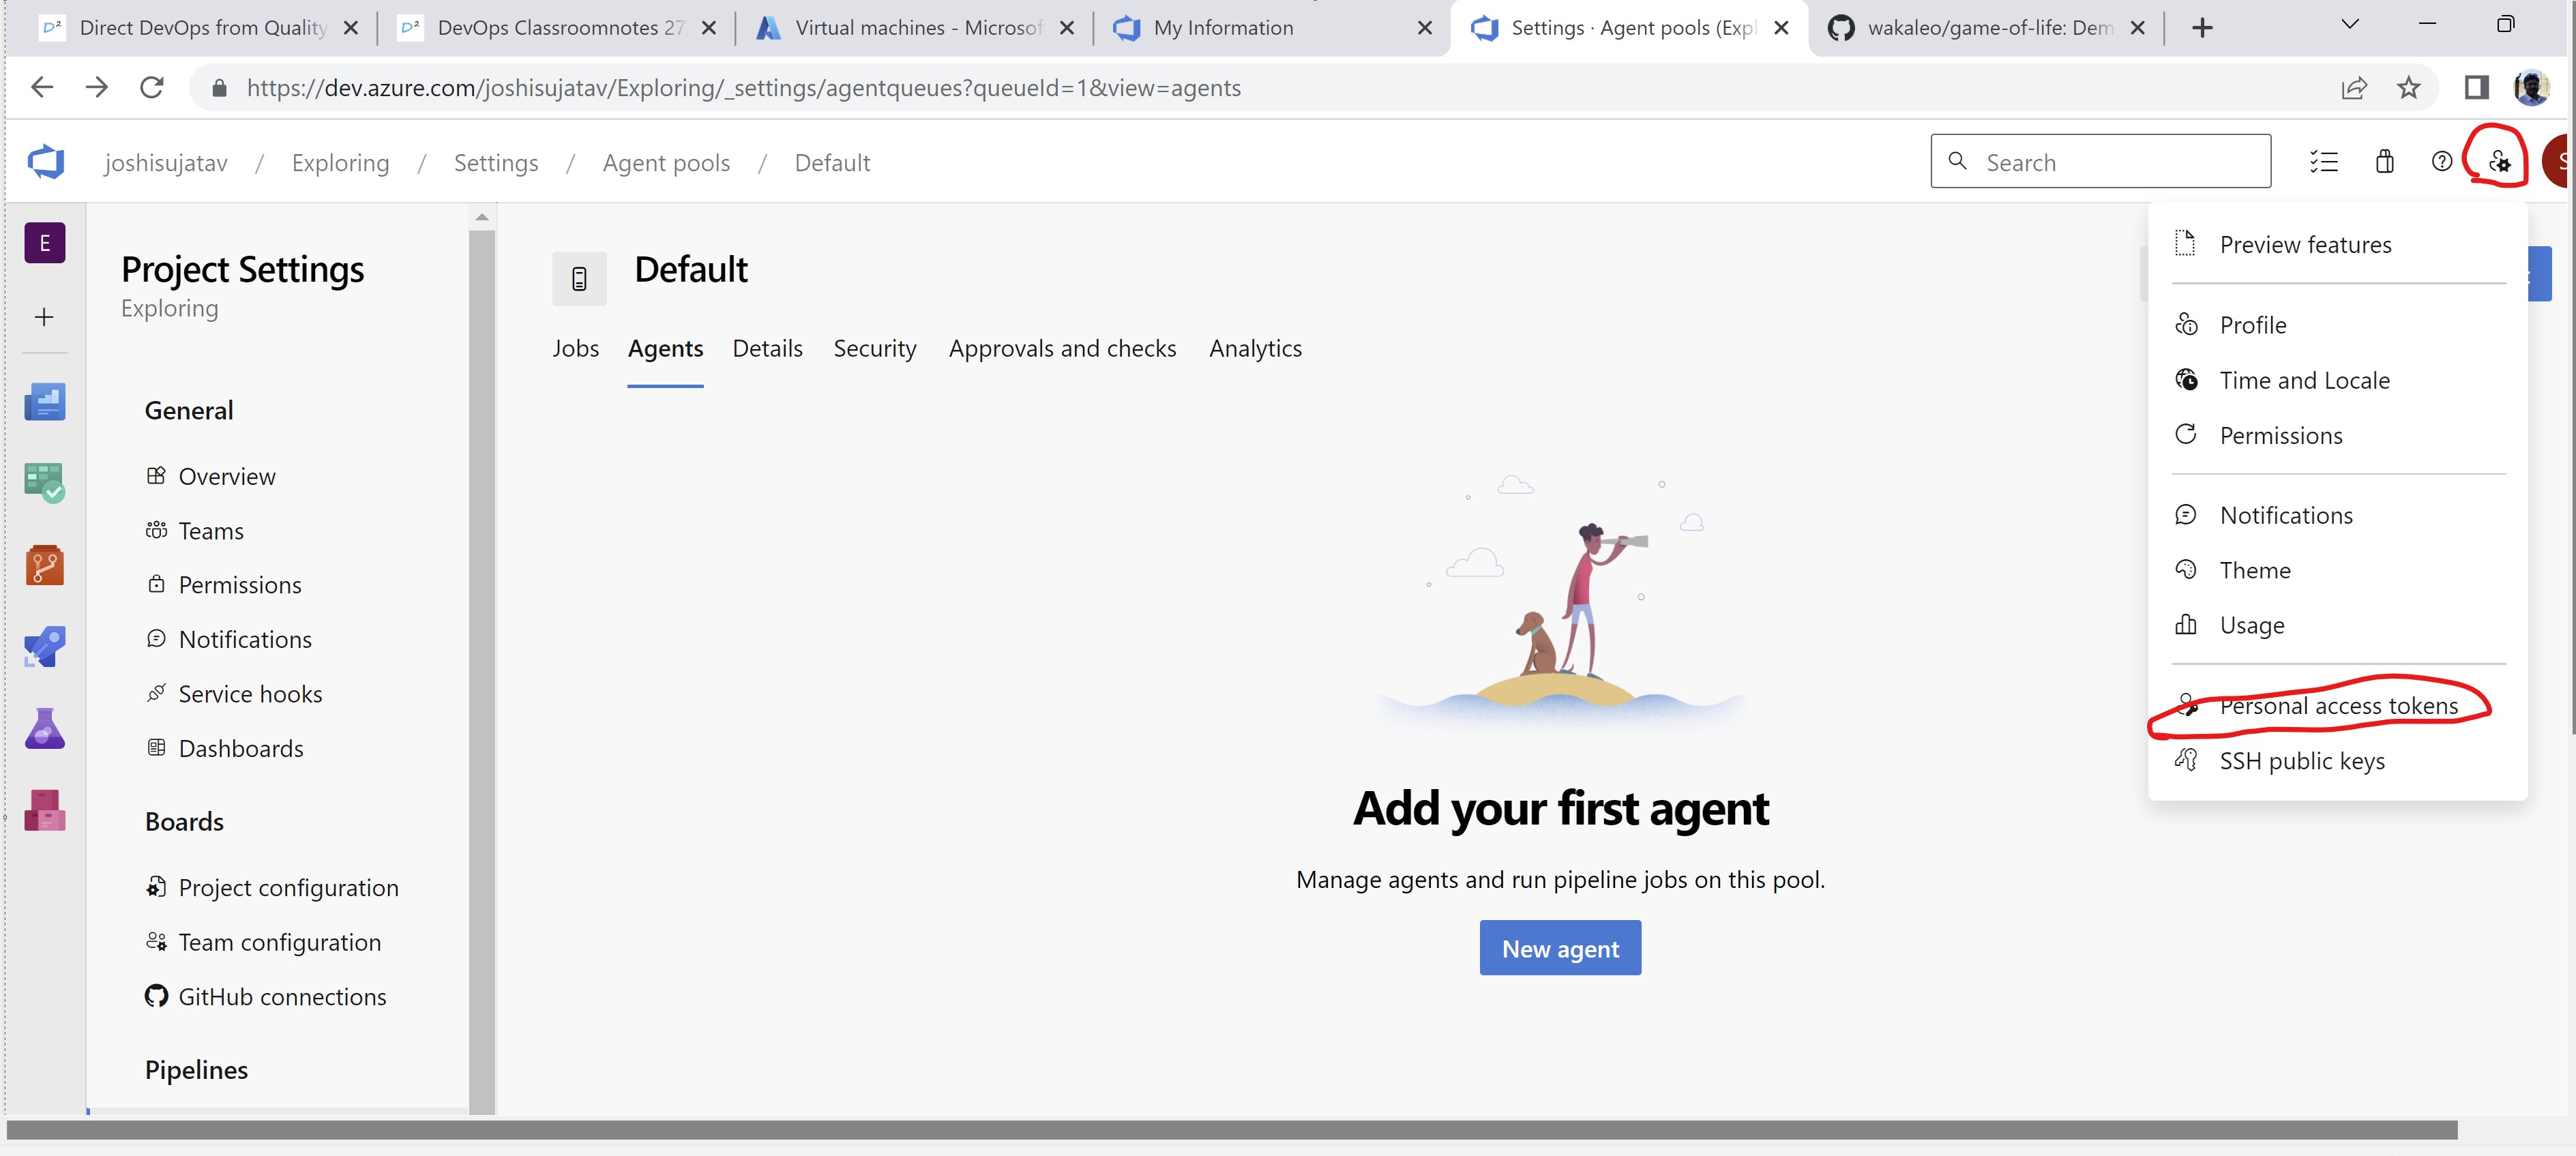 D² Direct DevOps from Quality
D² DevOps Classroomnotes 27
Virtual machines - Microsof
My Information
Settings · Agent pools (Expl
wakaleo/game-of-life: Dem
https://dev.azure.com/joshisujatav/Exploring/_settings/agentqueues?queueId=1&view=agents
joshisujatav / Exploring / Settings / Agent pools / Default
Search
S
E
Project Settings
Exploring
General
Overview
Teams
Permissions
Notifications
Service hooks
Dashboards
Boards
Project configuration
Team configuration
GitHub connections
Pipelines
Default
Jobs Agents Details Security Approvals and checks Analytics
Add your first agent
Manage agents and run pipeline jobs on this pool.
New agent
Preview features
Profile
Time and Locale
Permissions
Notifications
Theme
Usage
Personal access tokens
SSH public keys